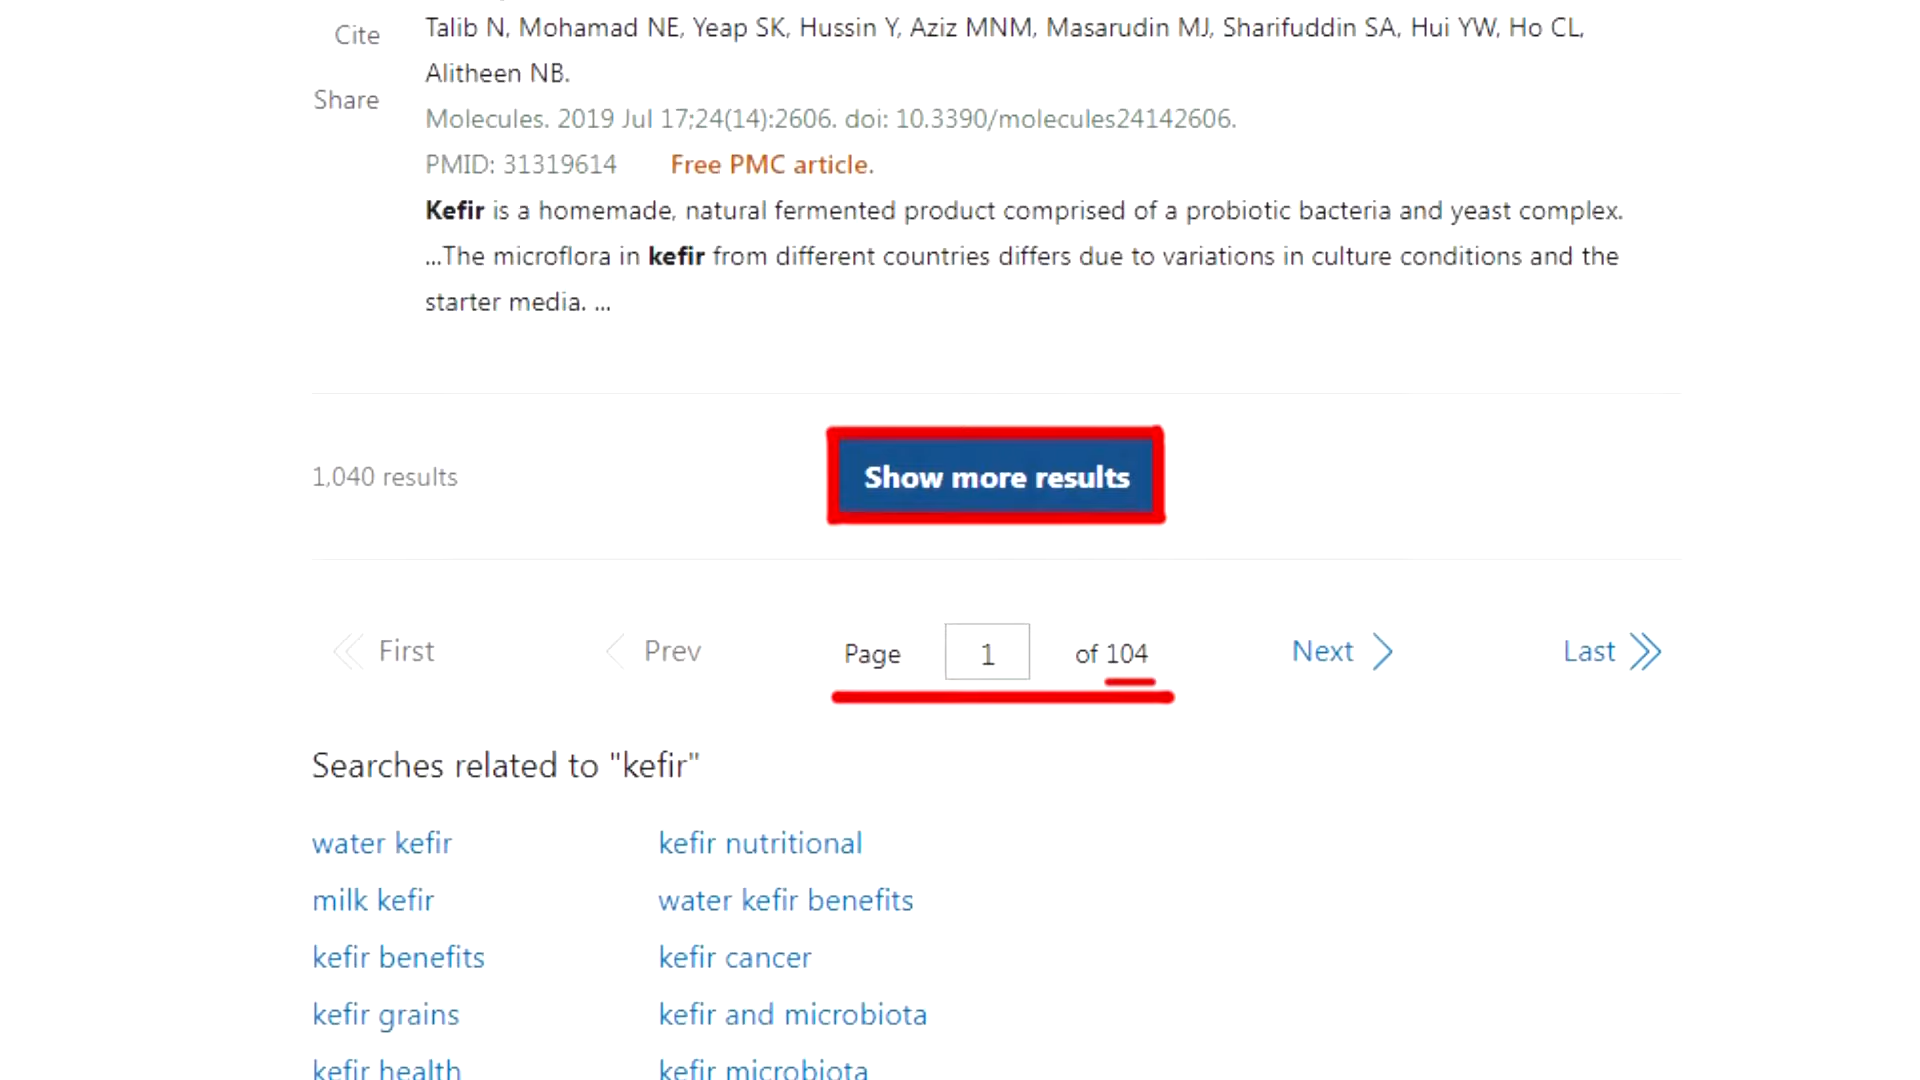 Cite
Share
Talib N, Mohamad NE, Yeap SK, Hussin Y, Aziz MNM, Masarudin MJ, Sharifuddin SA, Hui YW, Ho CL,
Alitheen NB.
Molecules. 2019 Jul 17;24(14):2606. doi: 10.3390/molecules24142606.
PMID: 31319614 Free PMC article.
Kefir is a homemade, natural fermented product comprised of a probiotic bacteria and yeast complex.
...The microflora in kefir from different countries differs due to variations in culture conditions and the
starter media. ...
1,040 results
Show more results
First Prev Page 1 of 104 Next Last
Searches related to "kefir"
water kefir
milk kefir
kefir benefits
kefir grains
kefir health
kefir nutritional
water kefir benefits
kefir cancer
kefir and microbiota
kefir microbiota